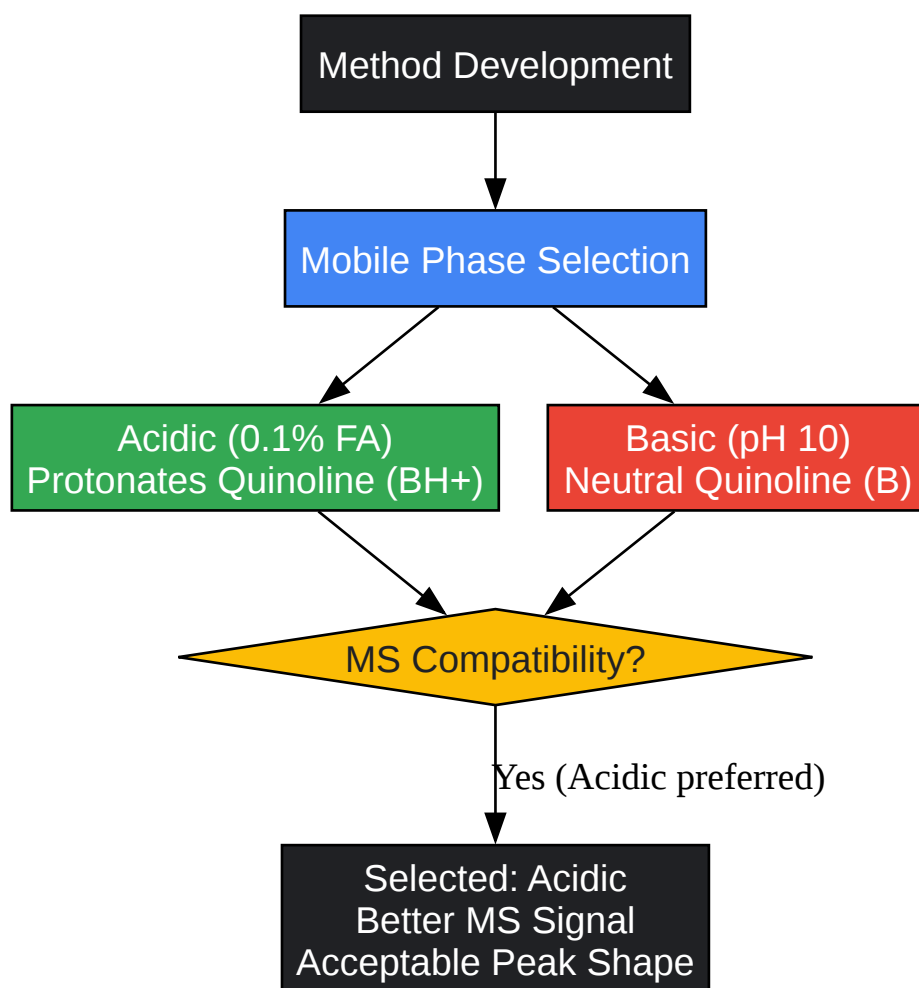 Method Development
Mobile Phase Selection
Acidic (0.1% FA)
Protonates Quinoline (BH+)
Basic (pH 10)
Neutral Quinoline (B)
MS Compatibility?
Yes (Acidic preferred)
Selected: Acidic
Better MS Signal
Acceptable Peak Shape